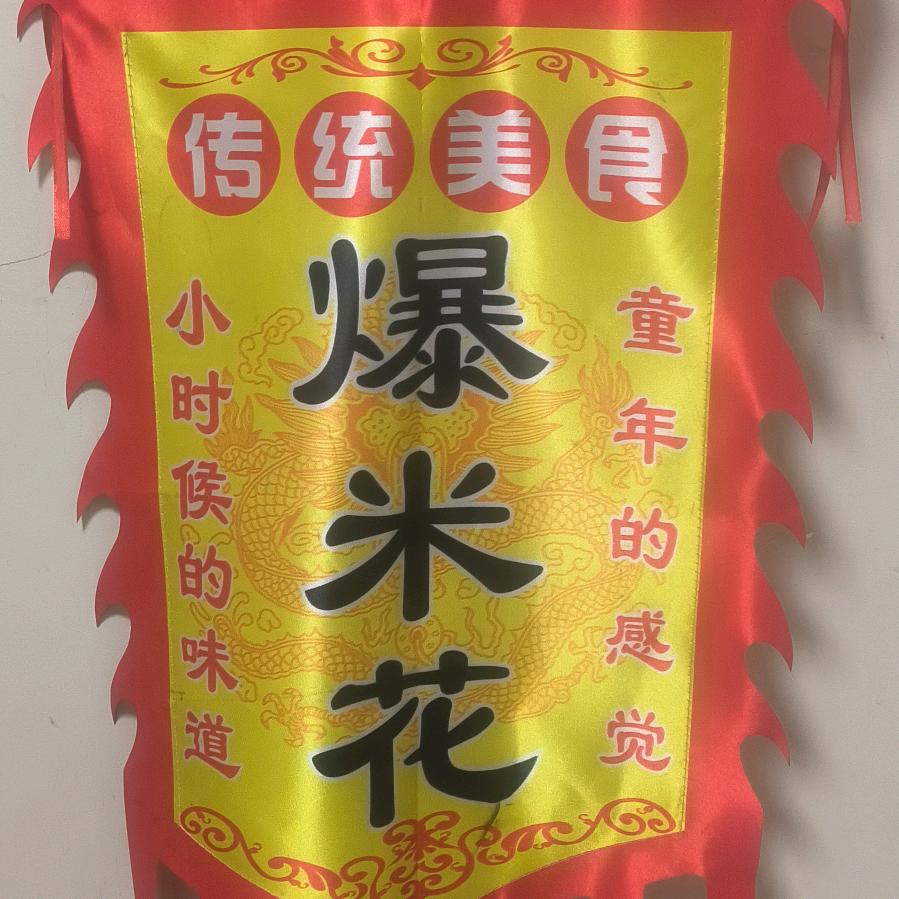 传统美食
爆米花
童年的感觉
小时候的味道